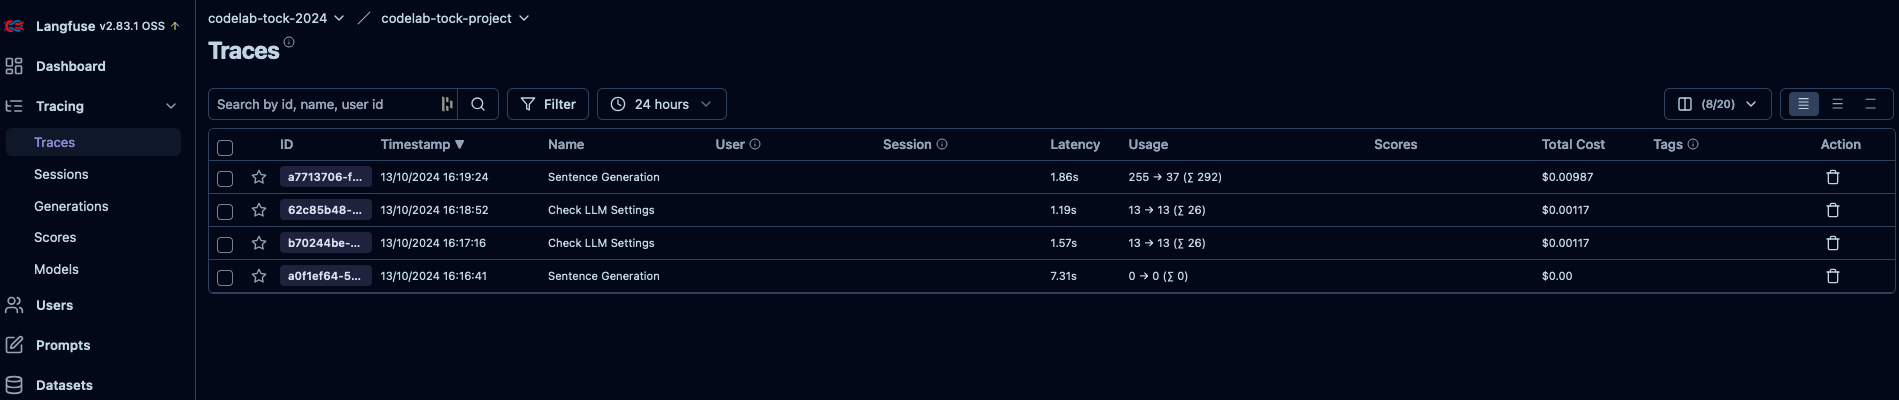 Langfuse v2.83.1 OSS ↑
Dashboard
Tracing
Traces
Sessions
Generations
Scores
Models
Users
Prompts
Datasets
codelab-tock-2024 / codelab-tock-project
Traces
Search by id, name, user id Filter 24 hours (8/20)
ID Timestamp ▼ Name User Session Latency Usage Scores Total Cost Tags Action
a7713706-f... 13/10/2024 16:19:24 Sentence Generation 1.86s 255 → 37 (∑ 292) $0.00987
62c85b48-... 13/10/2024 16:18:52 Check LLM Settings 1.19s 13 → 13 (∑ 26) $0.00117
b70244be-... 13/10/2024 16:17:16 Check LLM Settings 1.57s 13 → 13 (∑ 26) $0.00117
a0f1ef64-5... 13/10/2024 16:16:41 Sentence Generation 7.31s 0 → 0 (∑ 0) $0.00